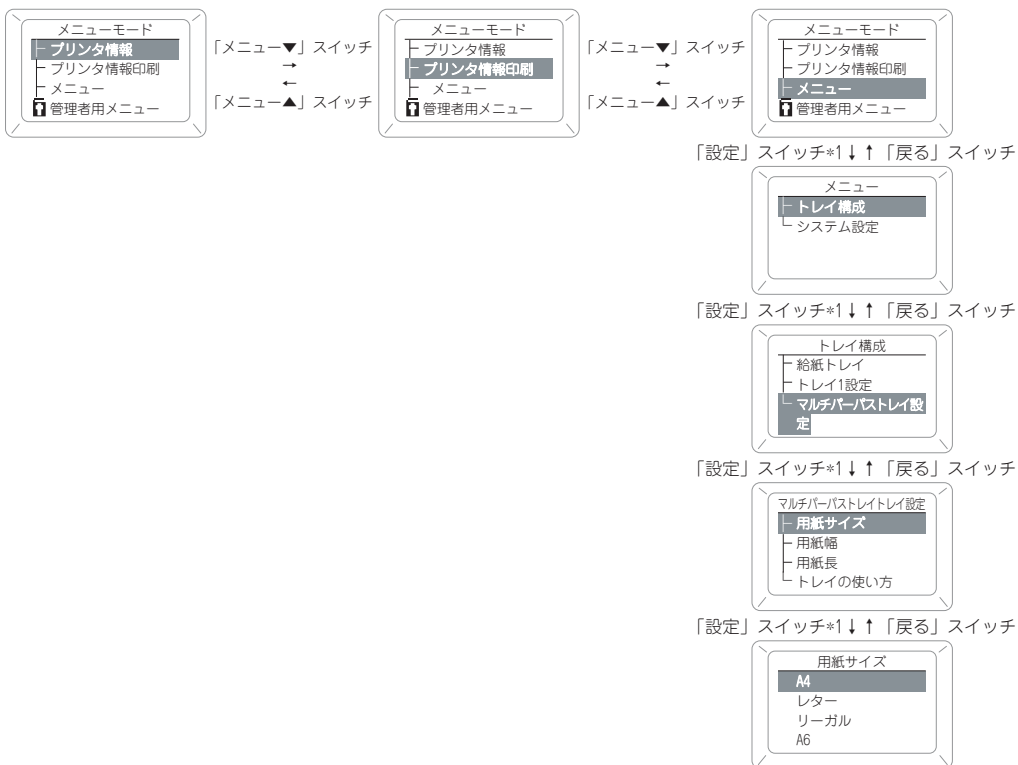 メニューモード
プリンタ情報
プリンタ情報印刷
メニュー
管理者用メニュー
「メニュー▼」スイッチ
→
←
「メニュー▲」スイッチ
メニューモード
プリンタ情報
プリンタ情報印刷
メニュー
管理者用メニュー
「メニュー▼」スイッチ
→
←
「メニュー▲」スイッチ
メニューモード
プリンタ情報
プリンタ情報印刷
メニュー
管理者用メニュー
「設定」スイッチ*1↓↑「戻る」スイッチ
メニュー
トレイ構成
システム設定
「設定」スイッチ*1↓↑「戻る」スイッチ
トレイ構成
給紙トレイ
トレイ1設定
マルチパーパストレイ設
定
「設定」スイッチ*1↓↑「戻る」スイッチ
マルチパーパストレイトレイ設定
用紙サイズ
用紙幅
用紙長
トレイの使い方
「設定」スイッチ*1↓↑「戻る」スイッチ
用紙サイズ
A4
レター
リーガル
A6